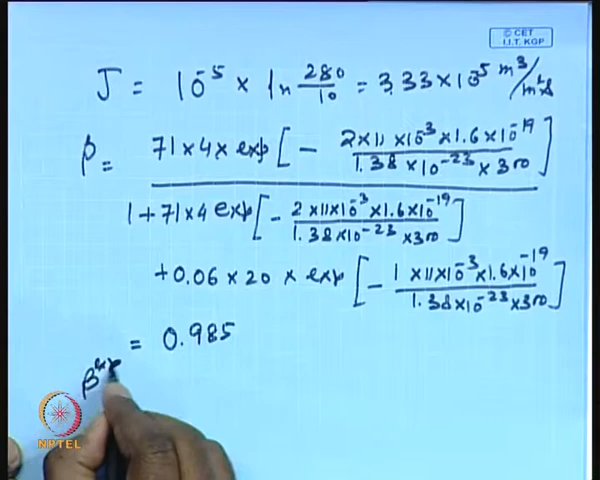 © CET
I.I.T. KGP
J = 10^-5 × ln 280/10 = 3.33 × 10^-5 m^3/m^2s
β = 71 × 4 × exp [ - 2 × 11 × 10^-3 × 1.6 × 10^-19 / 1.38 × 10^-23 × 300 ]
1 + 71 × 4 exp [ - 2 × 11 × 10^-3 × 1.6 × 10^-19 / 1.38 × 10^-23 × 300 ]
+ 0.06 × 20 × exp [ - 1 × 11 × 10^-3 × 1.6 × 10^-19 / 1.38 × 10^-23 × 300 ]
= 0.985
β
NPTEL